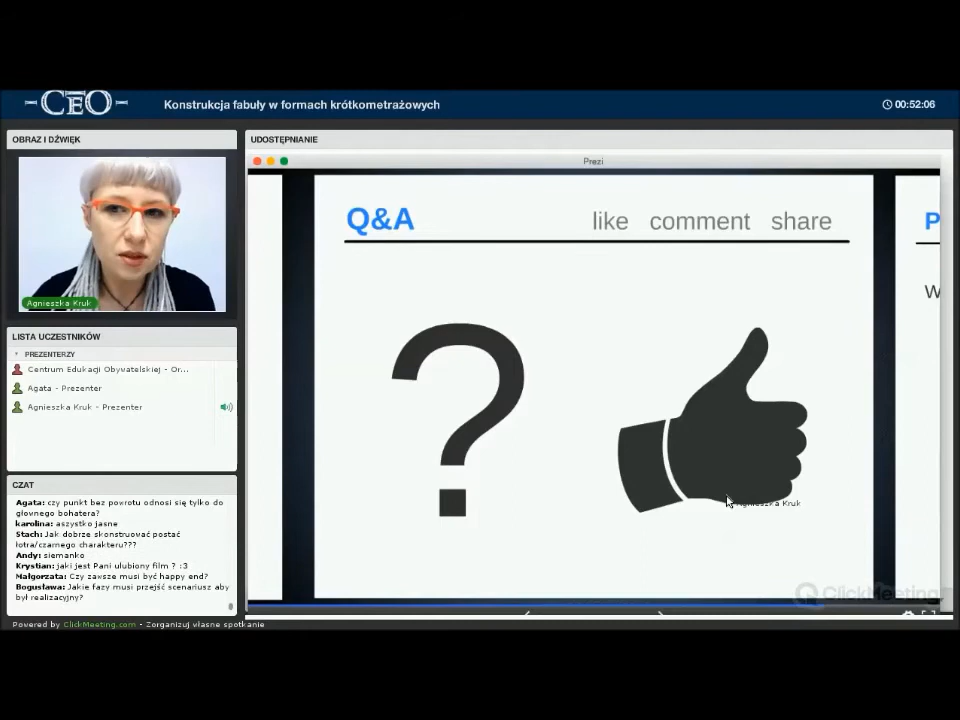 CEO
Konstrukcja fabuły w formach krótkometrażowych
00:52:06
OBRAZ I DŹWIĘK
Agnieszka Kruk
LISTA UCZESTNIKÓW
PREZENTERZY
Centrum Edukacji Obywatelskiej - Or...
Agata - Prezenter
Agnieszka Kruk - Prezenter
CZAT
Agata: czy punkt bez powrotu odnosi się tylko do
głownego bohatera?
karolina: aszystko jasne
Stach: Jak dobrze skonstruować postać
łotra/czarnego charakteru???
Andy: siemanko
Krystian: jaki jest Pani ulubiony film ? :3
Małgorzata: Czy zawsze musi być happy end?
Bogusława: Jakie fazy musi przejść scenariusz aby
był realizacyjny?
UDOSTĘPNIANIE
Prezi
Q&A
like comment share
P
W
?
Agnieszka Kruk
ClickMeeting
Powered by ClickMeeting.com - Zorganizuj własne spotkanie